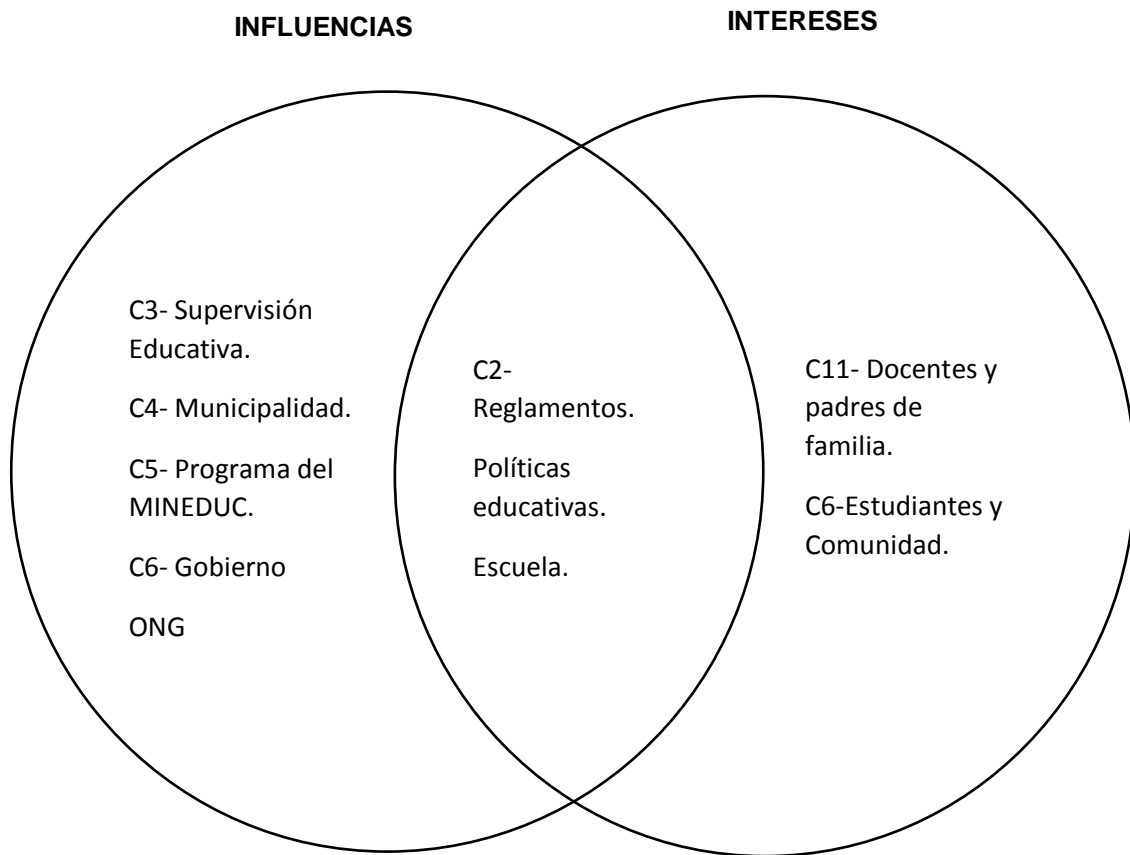 INFLUENCIAS
INTERESES
C3- Supervisión
Educativa.
C4- Municipalidad.
C5- Programa del
MINEDUC.
C6- Gobierno
ONG
C2-
Reglamentos.
Políticas
educativas.
Escuela.
C11- Docentes y
padres de
familia.
C6-Estudiantes y
Comunidad.